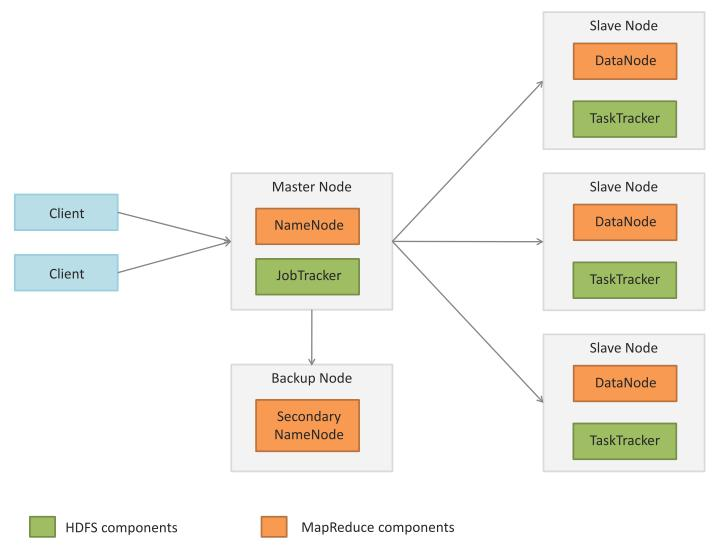 Client
Client
Master Node
NameNode
JobTracker
Backup Node
Secondary
NameNode
Slave Node
DataNode
TaskTracker
Slave Node
DataNode
TaskTracker
Slave Node
DataNode
TaskTracker
HDFS components
MapReduce components